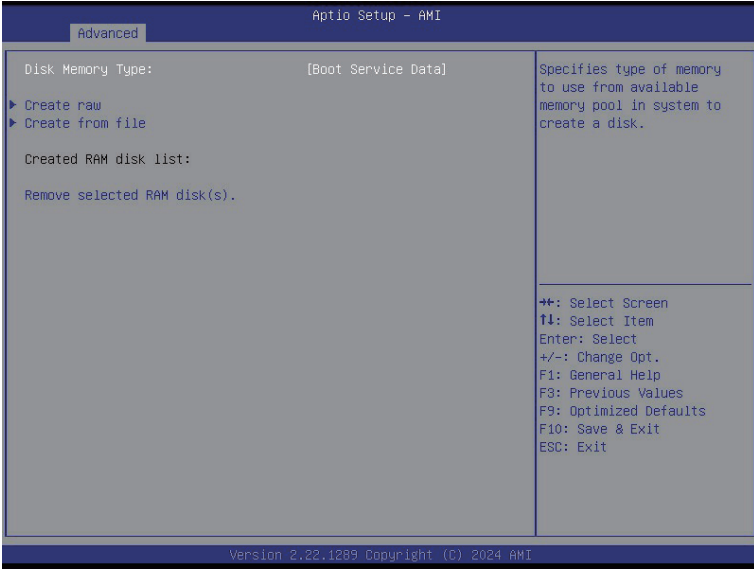 Aptio Setup – AMI
Advanced
Disk Memory Type: [Boot Service Data]
Create raw
Create from file
Created RAM disk list:
Remove selected RAM disk(s).
Specifies type of memory
to use from available
memory pool in system to
create a disk.
→←: Select Screen
↑↓: Select Item
Enter: Select
+/-: Change Opt.
F1: General Help
F3: Previous Values
F9: Optimized Defaults
F10: Save & Exit
ESC: Exit
Version 2.22.1289 Copyright (C) 2024 AMI